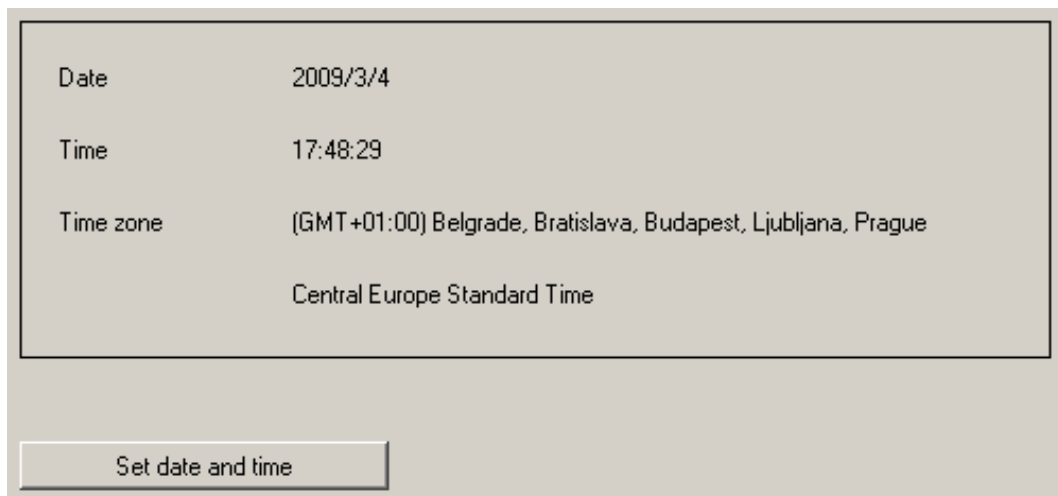 Date 2009/3/4
Time 17:48:29
Time zone (GMT+01:00) Belgrade, Bratislava, Budapest, Ljubljana, Prague
Central Europe Standard Time
Set date and time